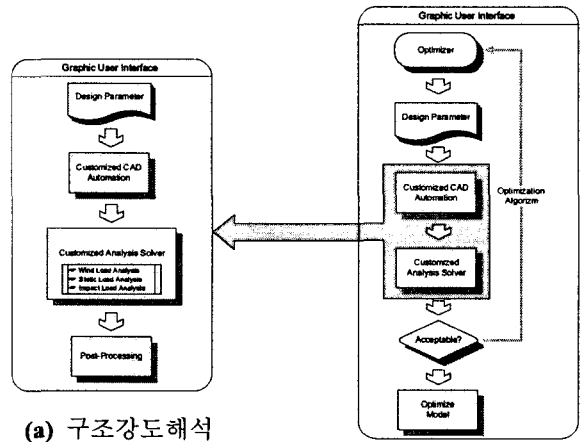 Graphic User Interface
Design Parameter
Customized CAD
Automation
Customized Analysis Solver
Wind Load Analysis
Static Load Analysis
Impact Load Analysis
Post-Processing
(a) 구조강도해석
Graphic User Interface
Optimizer
Design Parameter
Customized CAD
Automation
Customized
Analysis Solver
Optimization
Algorizm
Acceptable?
Optimize
Model